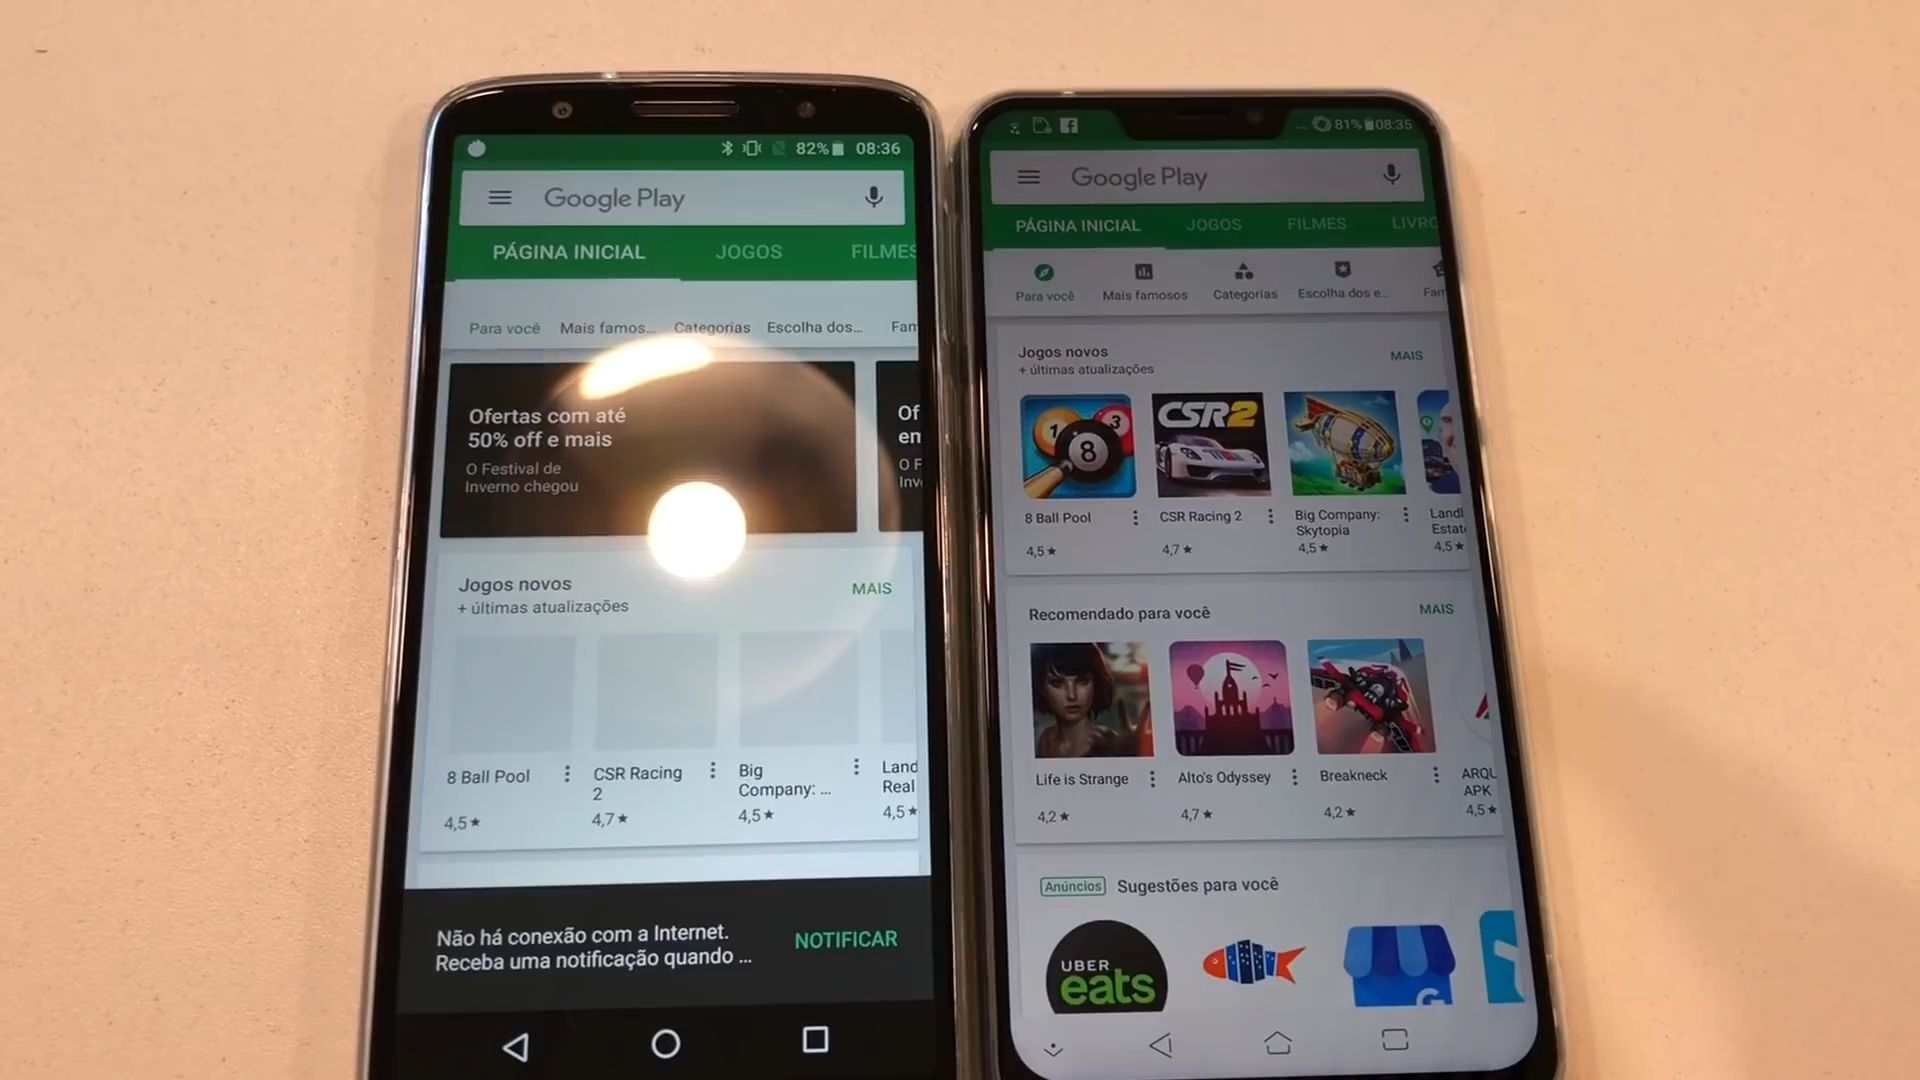 82% 08:36
Google Play
PÁGINA INICIAL JOGOS FILMES
Para você Mais famos... Categorias Escolha dos... Fam
Ofertas com até
50% off e mais
O Festival de
Inverno chegou
Of
em
O F
Inv
Jogos novos
+ últimas atualizações
MAIS
8 Ball Pool
4,5★
CSR Racing
2
4,7★
Big
Company: ...
4,5★
Land
Real
4,5★
Não há conexão com a Internet.
Receba uma notificação quando ...
NOTIFICAR
... 81% 08:35
Google Play
PÁGINA INICIAL JOGOS FILMES LIVRO
Para você Mais famosos Categorias Escolha dos e... Fam
Jogos novos
+ últimas atualizações
MAIS
CSR2
1 3 8
8 Ball Pool
4,5★
CSR Racing 2
4,7★
Big Company:
Skytopia
4,5★
Landl
Estat
4,5★
Recomendado para você
MAIS
Life is Strange
4,2★
Alto's Odyssey
4,7★
Breakneck
4,2★
ARQU
APK
4,5★
Anúncios Sugestões para você
UBER
eats
G